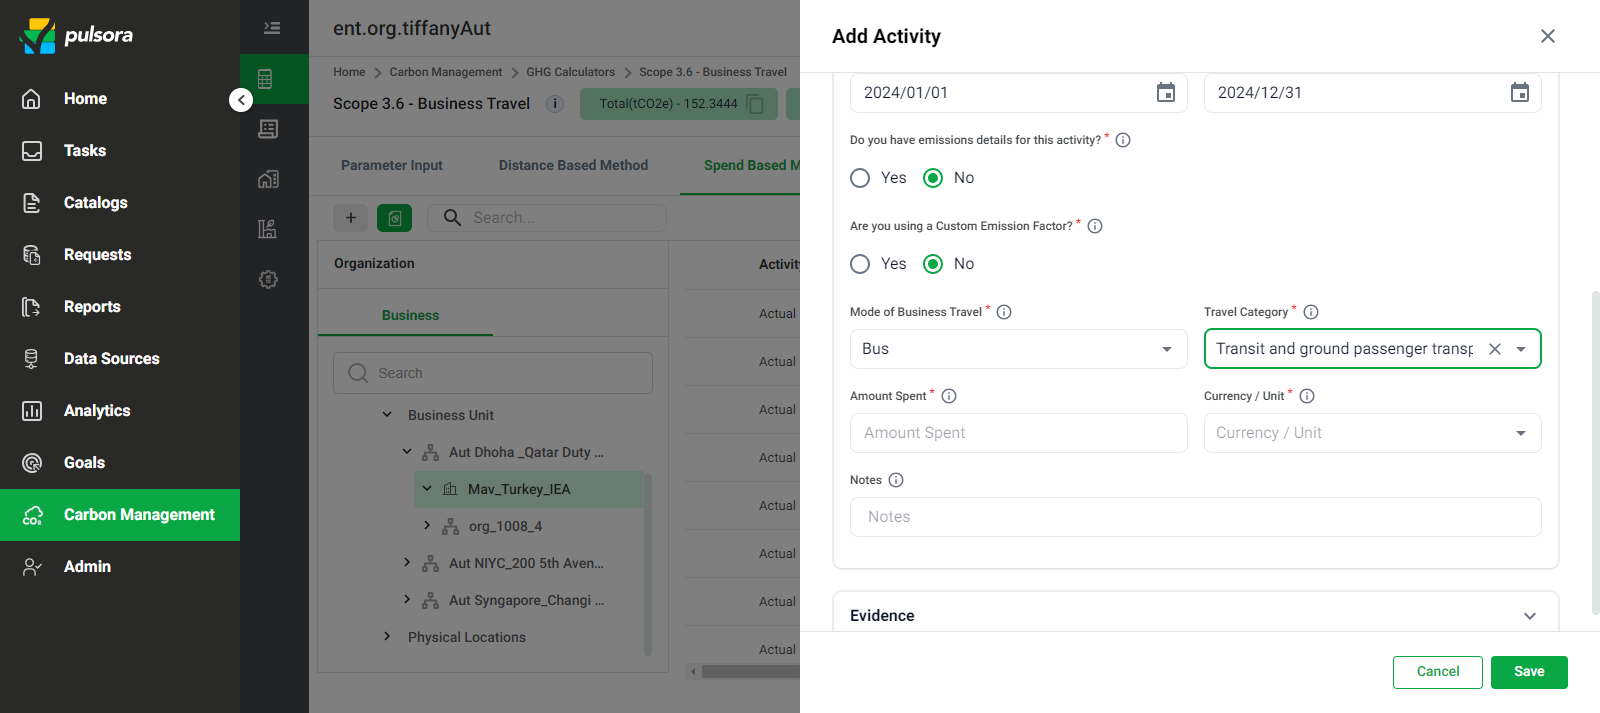 pulsora
Home
Tasks
Catalogs
Requests
Reports
Data Sources
Analytics
Goals
Carbon Management
Admin
ent.org.tiffanyAut
Home > Carbon Management > GHG Calculators > Scope 3.6 - Business Travel
Scope 3.6 - Business Travel
Total(tCO2e) - 152.3444
Parameter Input
Distance Based Method
Spend Based M
Search...
Organization
Business
Search
Business Unit
Aut Dhoha _Qatar Duty ...
Mav_Turkey_IEA
org_1008_4
Aut NIYC_200 5th Aven...
Aut Syngapore_Changi ...
Physical Locations
Activity
Actual
Actual
Actual
Actual
Actual
Actual
Actual
Actual
Add Activity
2024/01/01
2024/12/31
Do you have emissions details for this activity? *
Yes
No
Are you using a Custom Emission Factor? *
Yes
No
Mode of Business Travel *
Travel Category *
Bus
Transit and ground passenger transp
Amount Spent *
Currency / Unit *
Amount Spent
Currency / Unit
Notes
Notes
Evidence
Cancel
Save